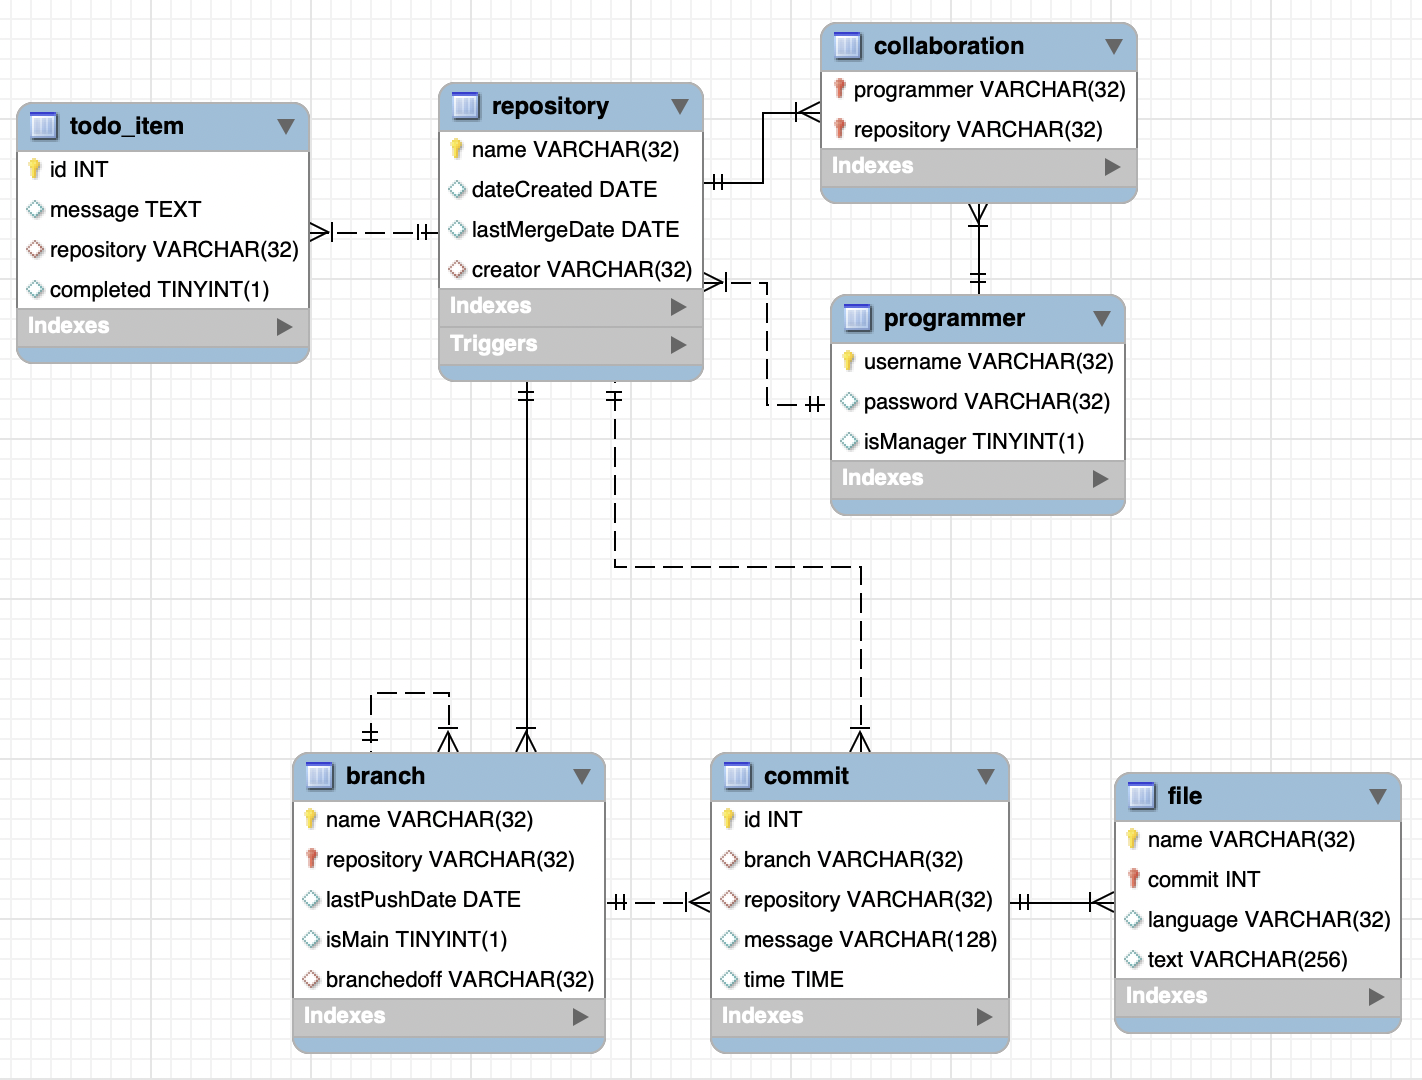 collaboration
programmer VARCHAR(32)
repository VARCHAR(32)
Indexes
repository
name VARCHAR(32)
dateCreated DATE
lastMergeDate DATE
creator VARCHAR(32)
Indexes
Triggers
todo_item
id INT
message TEXT
repository VARCHAR(32)
completed TINYINT(1)
Indexes
programmer
username VARCHAR(32)
password VARCHAR(32)
isManager TINYINT(1)
Indexes
branch
name VARCHAR(32)
repository VARCHAR(32)
lastPushDate DATE
isMain TINYINT(1)
branchedoff VARCHAR(32)
Indexes
commit
id INT
branch VARCHAR(32)
repository VARCHAR(32)
message VARCHAR(128)
time TIME
Indexes
file
name VARCHAR(32)
commit INT
language VARCHAR(32)
text VARCHAR(256)
Indexes